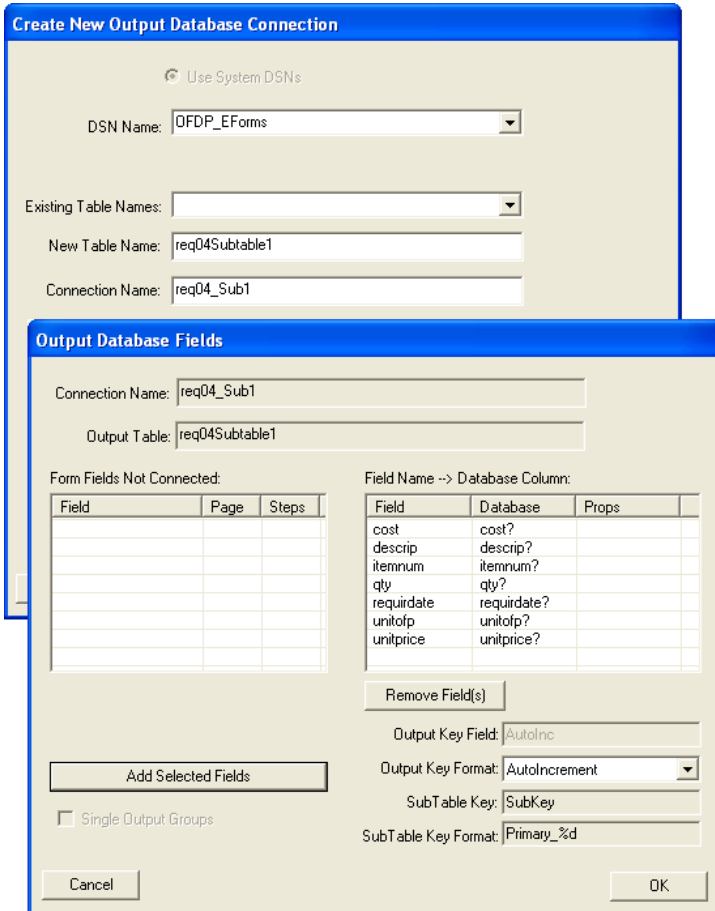 Create New Output Database Connection
Use System DSNs
DSN Name: OFDP_EForms
Existing Table Names:
New Table Name: req04Subtable1
Connection Name: req04_Sub1
Output Database Fields
Connection Name: req04_Sub1
Output Table: req04Subtable1
Form Fields Not Connected: Field Name --> Database Column:
Field Page Steps Field Database Props
cost cost?
descrip descrip?
itemnum itemnum?
qty qty?
requirdate requirdate?
unitofp unitofp?
unitprice unitprice?
Remove Field(s)
Output Key Field: AutoInc
Add Selected Fields Output Key Format: AutoIncrement
SubTable Key: SubKey
Single Output Groups
SubTable Key Format: Primary_%d
Cancel OK